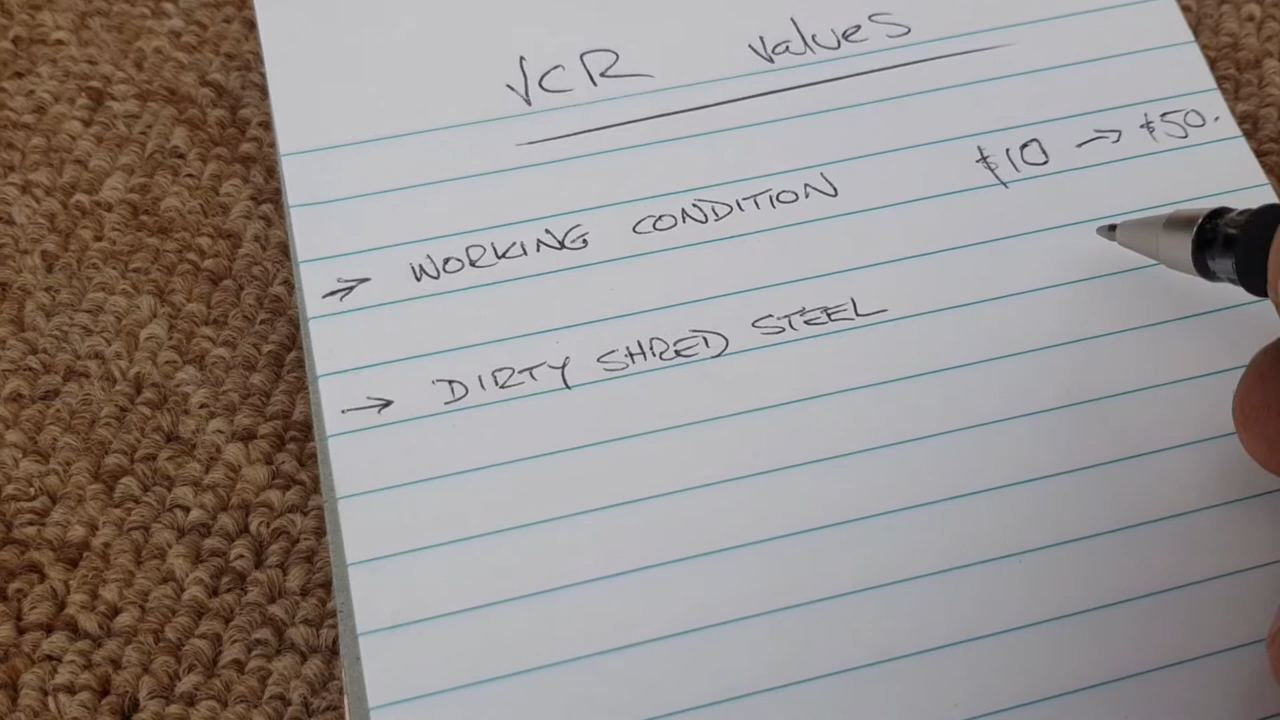 VCR values
→ WORKING CONDITION $10 → $50.
→ DIRTY SHRED STEEL